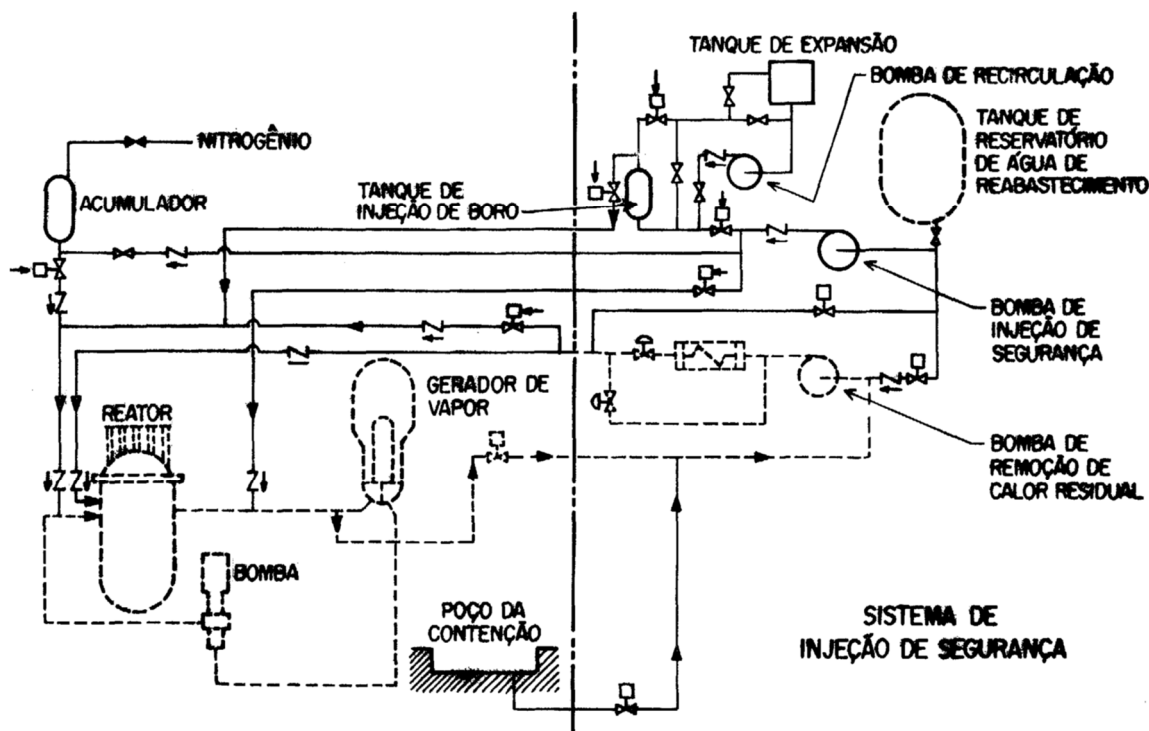 TANQUE DE EXPANSÃO
BOMBA DE RECIRCULAÇÃO
TANQUE DE
RESERVATÓRIO
DE ÁGUA DE
REABASTECIMENTO
NITROGÊNIO
ACUMULADOR
TANQUE DE
INJEÇÃO DE BORO
BOMBA DE
INJEÇÃO DE
SEGURANÇA
GERADOR DE
VAPOR
REATOR
BOMBA DE
REMOÇÃO DE
CALOR RESIDUAL
BOMBA
POÇO DA
CONTENÇÃO
SISTEMA DE
INJEÇÃO DE SEGURANÇA